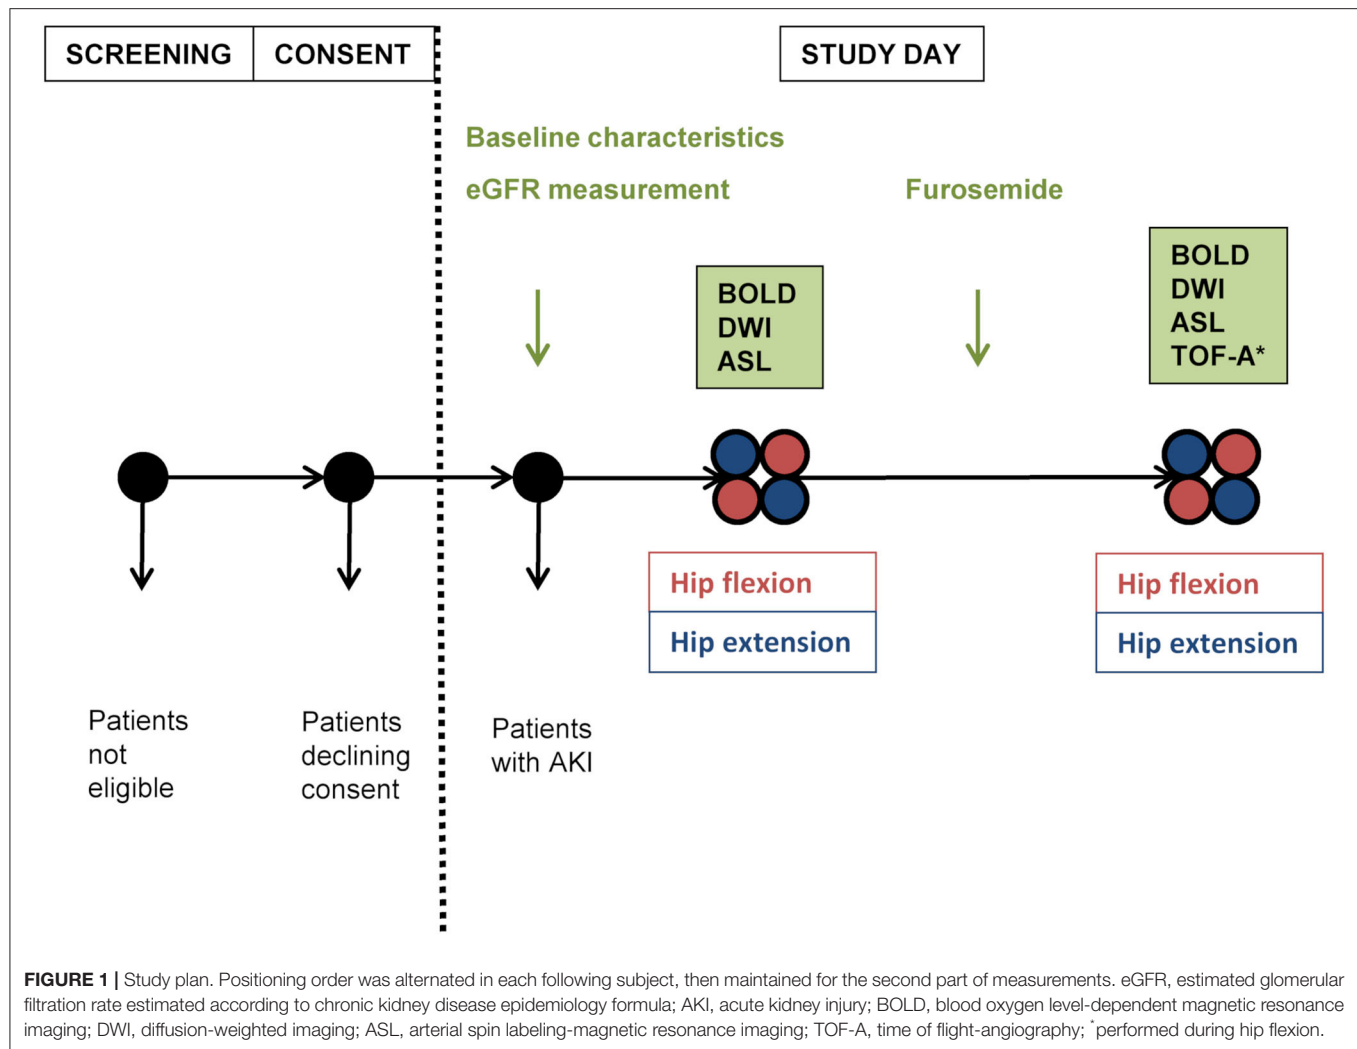 SCREENING CONSENT STUDY DAY
Baseline characteristics
eGFR measurement Furosemide
BOLD
DWI
ASL
BOLD
DWI
ASL
TOF-A*
Hip flexion
Hip extension
Hip flexion
Hip extension
Patients
not
eligible
Patients
declining
consent
Patients
with AKI
FIGURE 1 | Study plan. Positioning order was alternated in each following subject, then maintained for the second part of measurements. eGFR, estimated glomerular
filtration rate estimated according to chronic kidney disease epidemiology formula; AKI, acute kidney injury; BOLD, blood oxygen level-dependent magnetic resonance
imaging; DWI, diffusion-weighted imaging; ASL, arterial spin labeling-magnetic resonance imaging; TOF-A, time of flight-angiography; *performed during hip flexion.